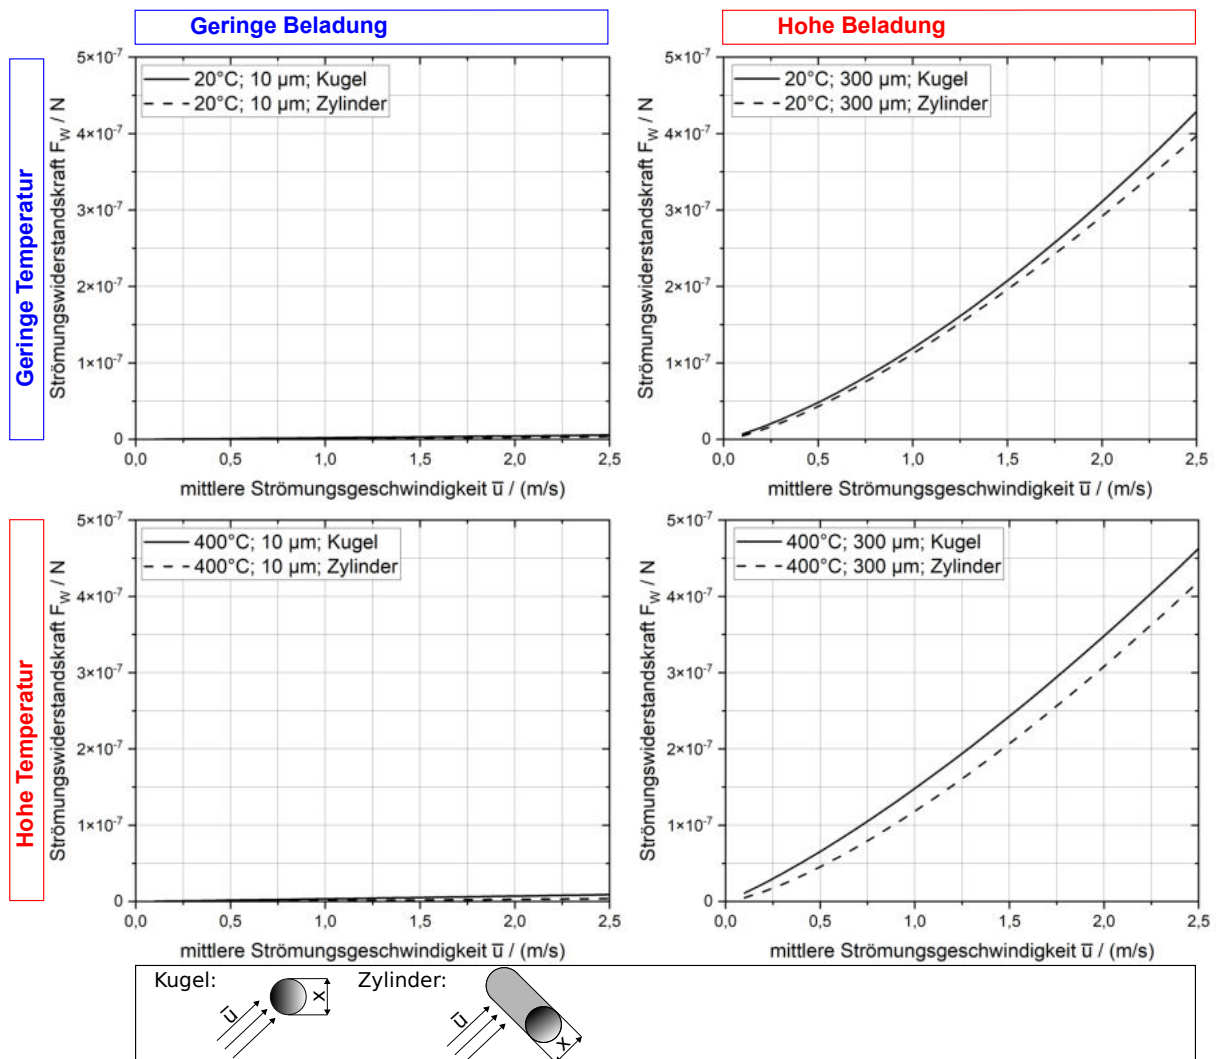 Geringe Beladung
Hohe Beladung
Geringe Temperatur
Hohe Temperatur
Strömungswiderstandskraft F_W / N
5×10⁻⁷
4×10⁻⁷
3×10⁻⁷
2×10⁻⁷
1×10⁻⁷
0
20°C; 10 µm; Kugel
20°C; 10 µm; Zylinder
0,0 0,5 1,0 1,5 2,0 2,5
mittlere Strömungsgeschwindigkeit u̅ / (m/s)
Strömungswiderstandskraft F_W / N
5×10⁻⁷
4×10⁻⁷
3×10⁻⁷
2×10⁻⁷
1×10⁻⁷
0
20°C; 300 µm; Kugel
20°C; 300 µm; Zylinder
0,0 0,5 1,0 1,5 2,0 2,5
mittlere Strömungsgeschwindigkeit u̅ / (m/s)
Strömungswiderstandskraft F_W / N
5×10⁻⁷
4×10⁻⁷
3×10⁻⁷
2×10⁻⁷
1×10⁻⁷
0
400°C; 10 µm; Kugel
400°C; 10 µm; Zylinder
0,0 0,5 1,0 1,5 2,0 2,5
mittlere Strömungsgeschwindigkeit u̅ / (m/s)
Strömungswiderstandskraft F_W / N
5×10⁻⁷
4×10⁻⁷
3×10⁻⁷
2×10⁻⁷
1×10⁻⁷
0
400°C; 300 µm; Kugel
400°C; 300 µm; Zylinder
0,0 0,5 1,0 1,5 2,0 2,5
mittlere Strömungsgeschwindigkeit u̅ / (m/s)
Kugel:
u̅
x
Zylinder:
u̅
x